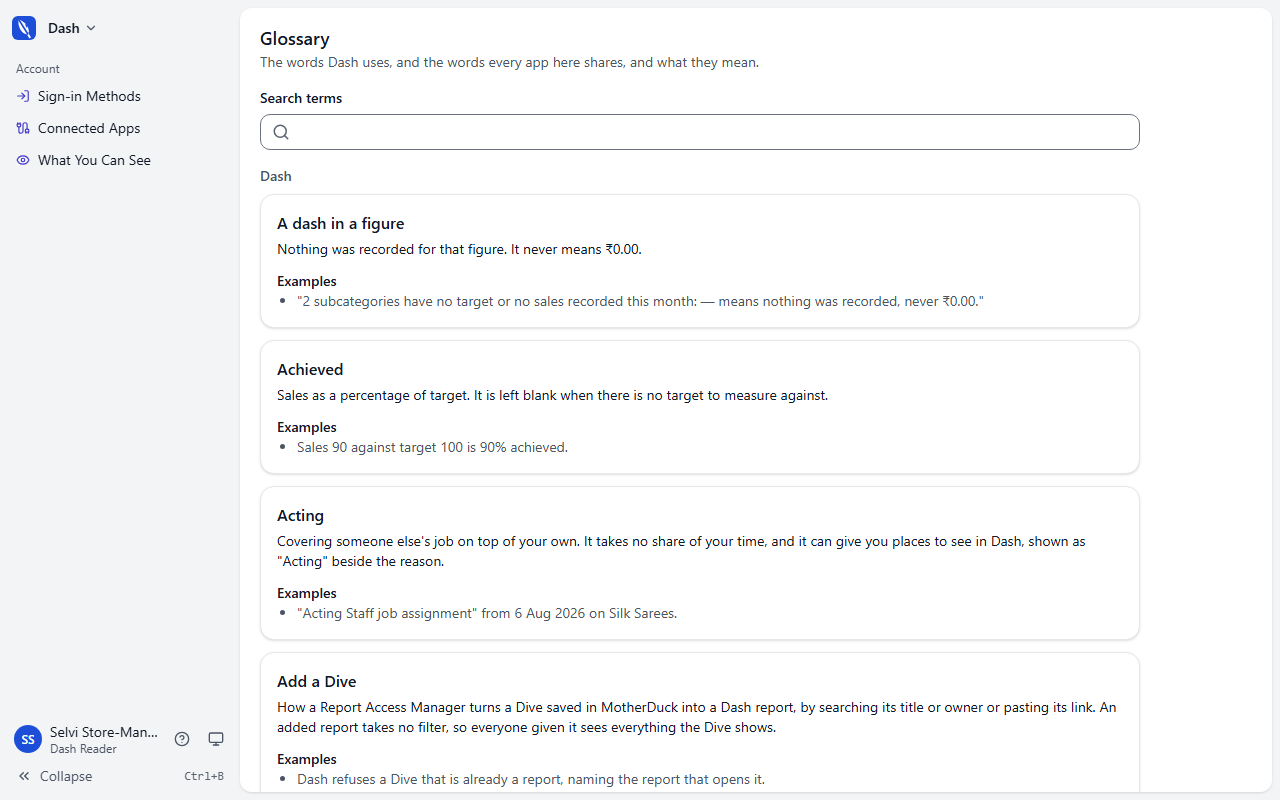 Dash
Account
Sign-in Methods
Connected Apps
What You Can See
SS
Selvi Store-Man...
Dash Reader
Collapse
Ctrl+B
Glossary
The words Dash uses, and the words every app here shares, and what they mean.
Search terms
Dash
A dash in a figure
Nothing was recorded for that figure. It never means ₹0.00.
Examples
• "2 subcategories have no target or no sales recorded this month: — means nothing was recorded, never ₹0.00."
Achieved
Sales as a percentage of target. It is left blank when there is no target to measure against.
Examples
• Sales 90 against target 100 is 90% achieved.
Acting
Covering someone else's job on top of your own. It takes no share of your time, and it can give you places to see in Dash, shown as
"Acting" beside the reason.
Examples
• "Acting Staff job assignment" from 6 Aug 2026 on Silk Sarees.
Add a Dive
How a Report Access Manager turns a Dive saved in MotherDuck into a Dash report, by searching its title or owner or pasting its link. An
added report takes no filter, so everyone given it sees everything the Dive shows.
Examples
• Dash refuses a Dive that is already a report, naming the report that opens it.